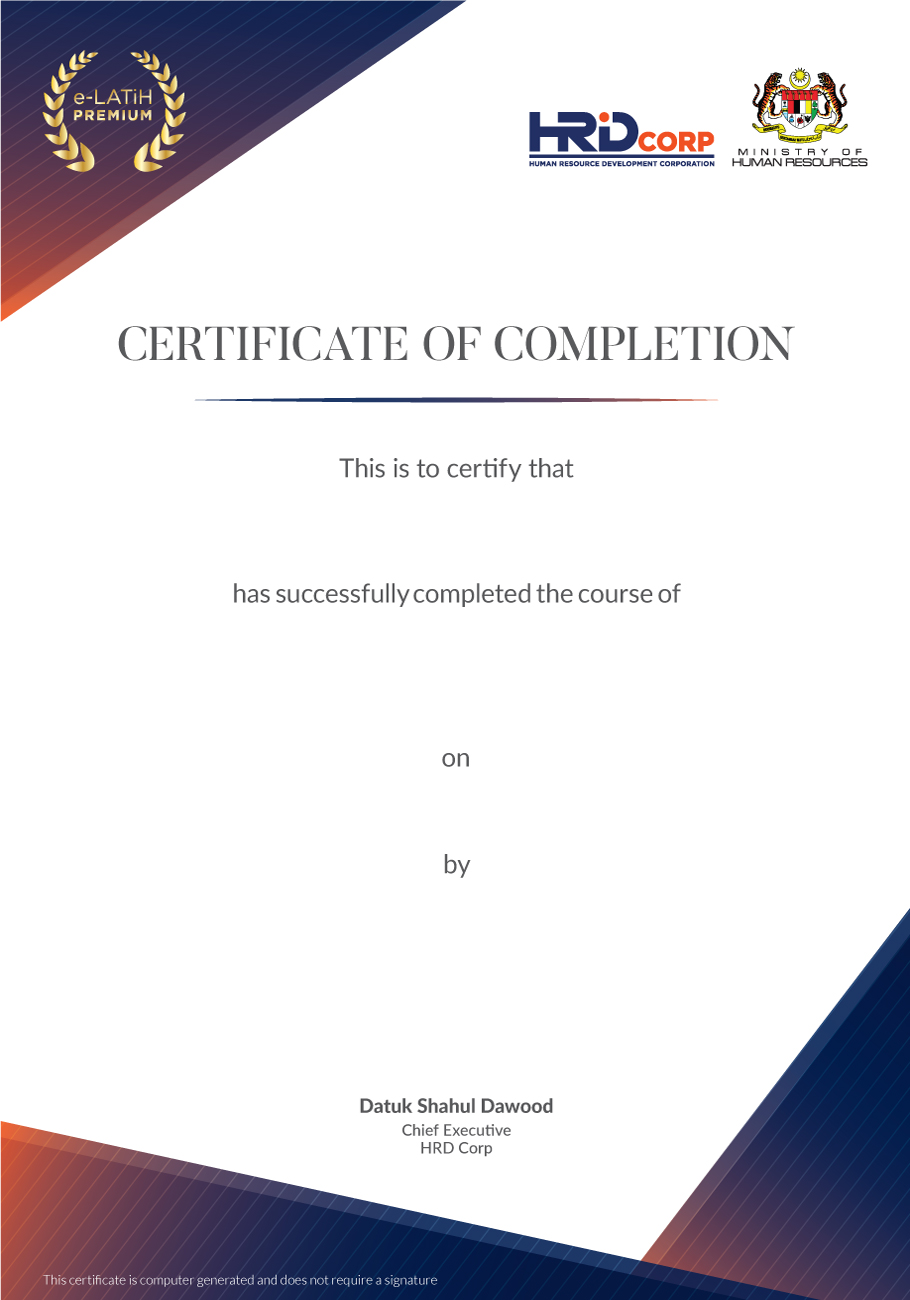 e-LATiH
PREMIUM
HRDCORP
HUMAN RESOURCE DEVELOPMENT CORPORATION
MINISTRY OF
HUMAN RESOURCES
CERTIFICATE OF COMPLETION
This is to certify that
has successfully completed the course of
on
by
Datuk Shahul Dawood
Chief Executive
HRD Corp
This certificate is computer generated and does not require a signature